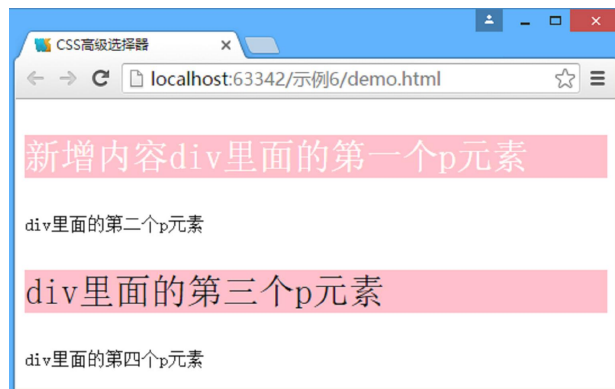 CSS高级选择器
localhost:63342/示例6/demo.html
新增内容div里面的第一个p元素
div里面的第二个p元素
div里面的第三个p元素
div里面的第四个p元素